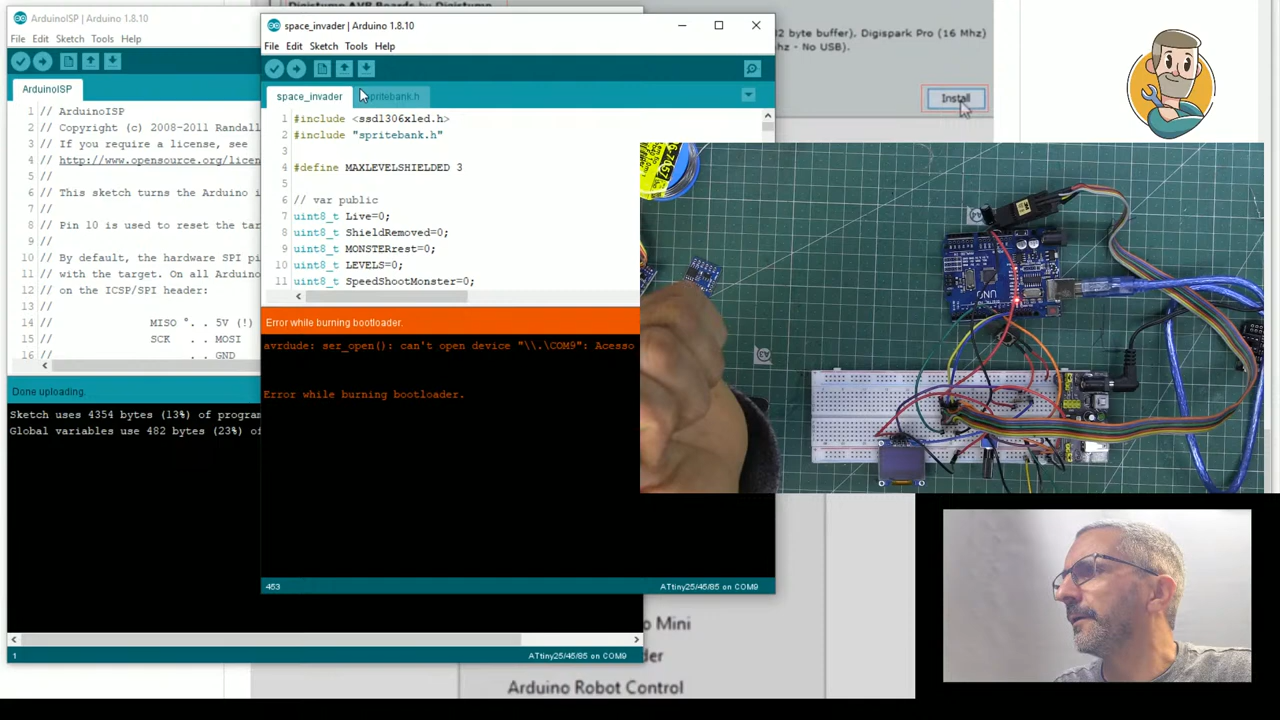 Digistump AVR Boards by Digistump
ArduinoISP | Arduino 1.8.10
File Edit Sketch Tools Help
ArduinoISP
1 // ArduinoISP
2 // Copyright (c) 2008-2011 Randall
3 // If you require a license, see
4 // http://www.opensource.org/licen
5 //
6 // This sketch turns the Arduino i
7 //
8 // Pin 10 is used to reset the tar
9 //
10 // By default, the hardware SPI pi
11 // with the target. On all Arduino
12 // on the ICSP/SPI header:
13 //
14 // MISO °. . 5V (!)
15 // SCK . . MOSI
16 // . . GND
Done uploading.
Sketch uses 4354 bytes (13%) of program
Global variables use 482 bytes (23%) of
1 ATtiny25/45/85 on COM9
space_invader | Arduino 1.8.10
File Edit Sketch Tools Help
space_invader spritebank.h
1 #include <ssd1306xled.h>
2 #include "spritebank.h"
3
4 #define MAXLEVELSHIELDED 3
5
6 // var public
7 uint8_t Live=0;
8 uint8_t ShieldRemoved=0;
9 uint8_t MONSTERrest=0;
10 uint8_t LEVELS=0;
11 uint8_t SpeedShootMonster=0;
Error while burning bootloader.
avrdude: ser_open(): can't open device "\\.\COM9": Acesso
Error while burning bootloader.
453 ATtiny25/45/85 on COM9
2 byte buffer), Digispark Pro (16 Mhz)
hz - No USB).
Install
UNO
A3
o Mini
der
Arduino Robot Control